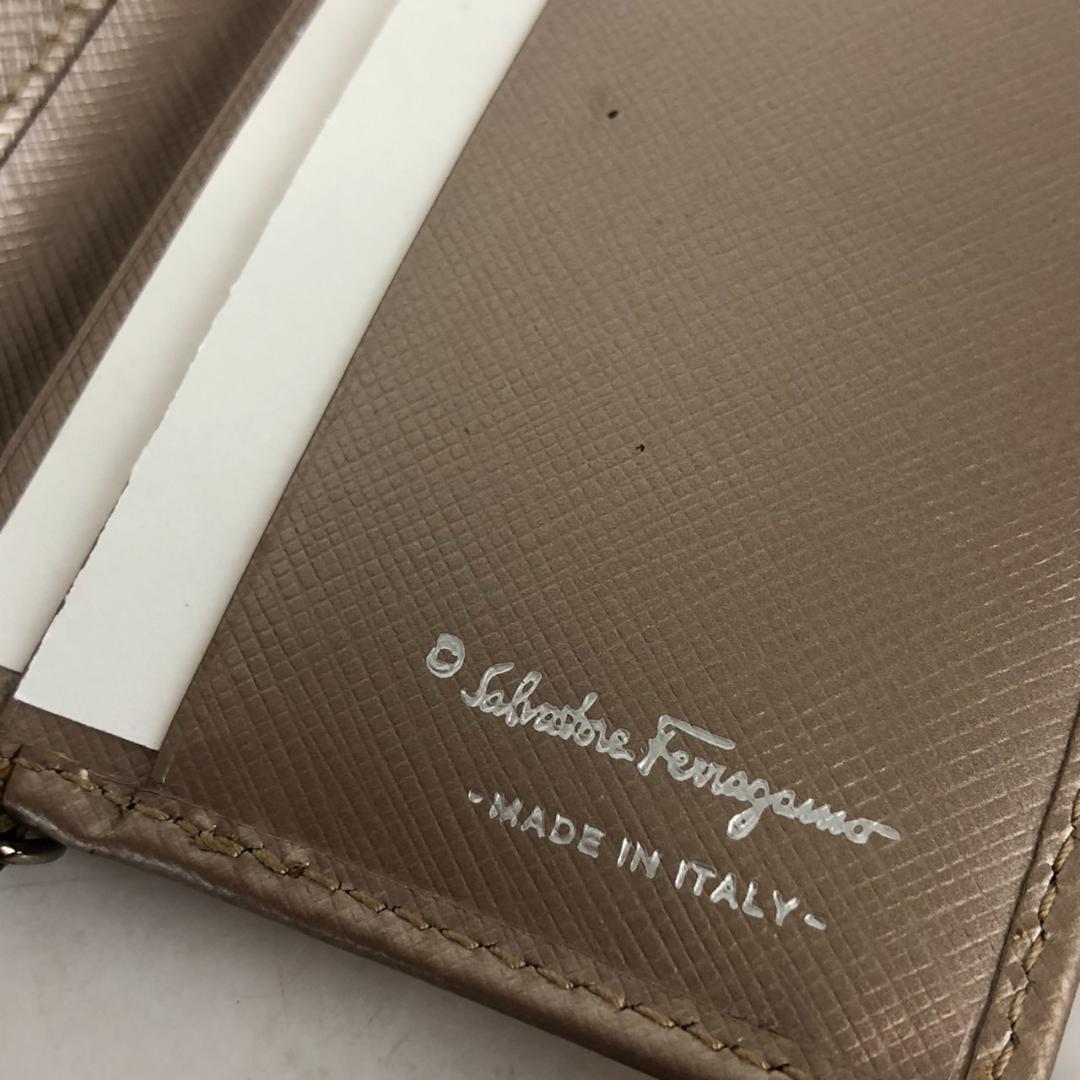 © Salvatore Ferragamo
-MADE IN ITALY-